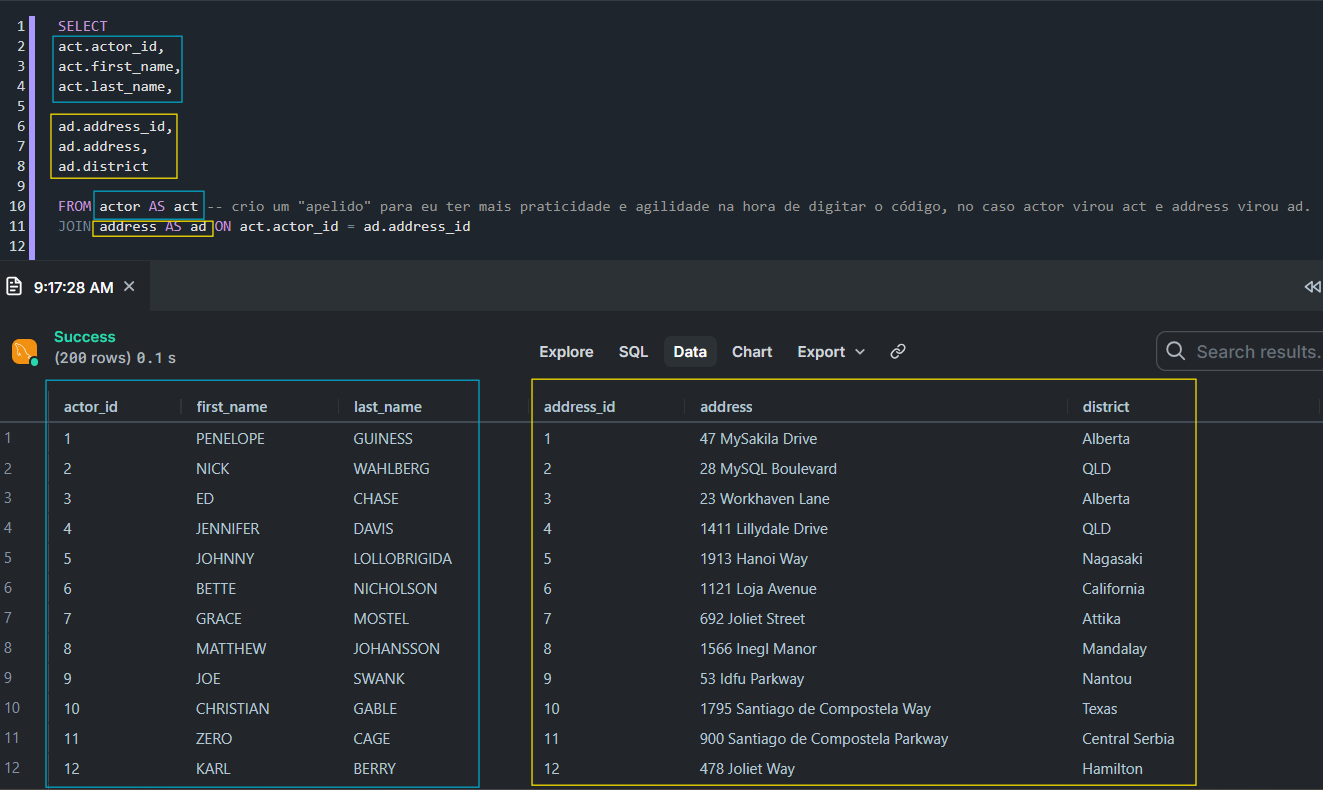 1 SELECT
2 act.actor_id,
3 act.first_name,
4 act.last_name,
5
6 ad.address_id,
7 ad.address,
8 ad.district
9
10 FROM actor AS act -- crio um "apelido" para eu ter mais praticidade e agilidade na hora de digitar o código, no caso actor virou act e address virou ad.
11 JOIN address AS ad ON act.actor_id = ad.address_id
12
9:17:28 AM
Success
(200 rows) 0.1 s
Explore SQL Data Chart Export
Search results.
actor_id first_name last_name address_id address district
1 1 PENELOPE GUINESS 1 47 MySakila Drive Alberta
2 2 NICK WAHLBERG 2 28 MySQL Boulevard QLD
3 3 ED CHASE 3 23 Workhaven Lane Alberta
4 4 JENNIFER DAVIS 4 1411 Lillydale Drive QLD
5 5 JOHNNY LOLLOBRIGIDA 5 1913 Hanoi Way Nagasaki
6 6 BETTE NICHOLSON 6 1121 Loja Avenue California
7 7 GRACE MOSTEL 7 692 Joliet Street Attika
8 8 MATTHEW JOHANSSON 8 1566 Inegl Manor Mandalay
9 9 JOE SWANK 9 53 Idfu Parkway Nantou
10 10 CHRISTIAN GABLE 10 1795 Santiago de Compostela Way Texas
11 11 ZERO CAGE 11 900 Santiago de Compostela Parkway Central Serbia
12 12 KARL BERRY 12 478 Joliet Way Hamilton